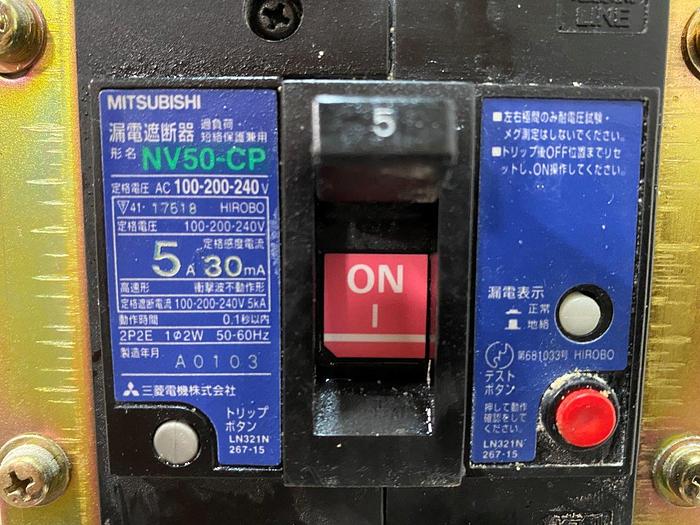 LINE
MITSUBISHI
漏電遮断器 過負荷・短絡保護兼用
形名 NV50-CP
定格電圧 AC 100-200-240V
41- 17518 HIROBO
定格電圧 100-200-240V
定格感度電流
5A 30mA
高速形 衝撃波不動作形
定格遮断電流 100-200-240V 5kA
動作時間 0.1秒以内
2P2E 1Φ2W 50-60Hz
製造年月 A0103
三菱電機株式会社
トリップ
ボタン
LN321N
267-15
5
ON
I
■左右極間のみ耐電圧試験・
メグ測定はしないでください。
■トリップ後OFF位置までリセ
ットし、ON操作してください。
漏電表示
正常
地絡
第681033号 HIROBO
テスト
ボタン
押して動作
確認をして
ください。
LN321N
267-15